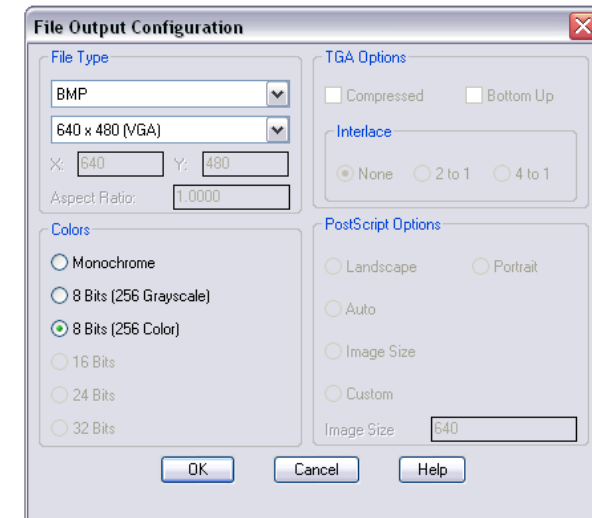 File Output Configuration
File Type
BMP
640 x 480 (VGA)
X: 640 Y: 480
Aspect Ratio: 1.0000
Colors
Monochrome
8 Bits (256 Grayscale)
8 Bits (256 Color)
16 Bits
24 Bits
32 Bits
TGA Options
Compressed Bottom Up
Interlace
None 2 to 1 4 to 1
PostScript Options
Landscape Portrait
Auto
Image Size
Custom
Image Size 640
OK Cancel Help